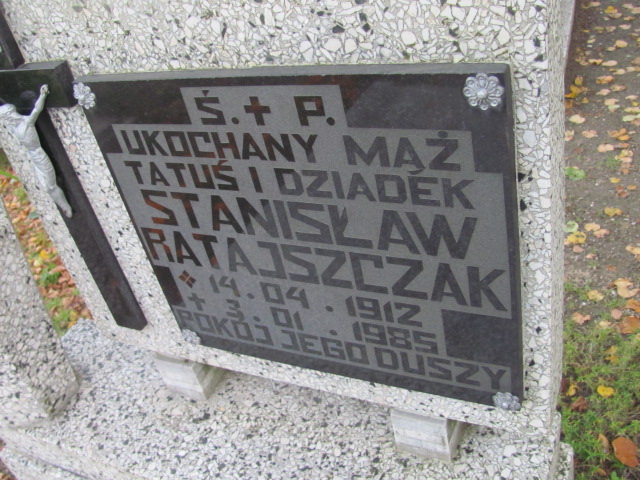 Ś. + P.
UKOCHANY MĄŻ
TATUŚ I DZIADEK
STANISŁAW
RATAJSZCZAK
* 14.04.1912
+ 3.01.1985
POKÓJ JEGO DUSZY